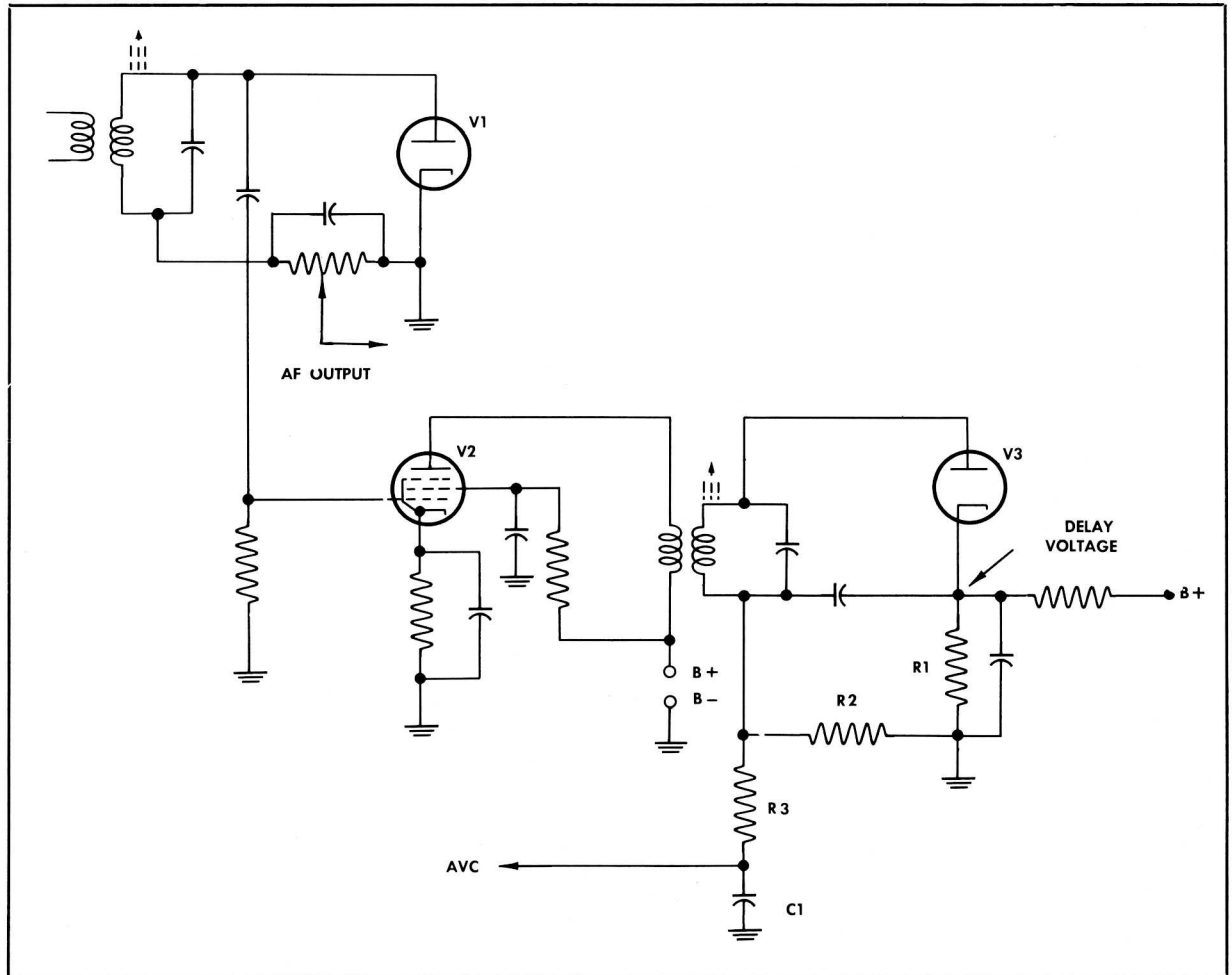 V1
AF OUTPUT
V2
V3
DELAY
VOLTAGE
B+
R1
B+
B-
R2
R3
AVC
C1